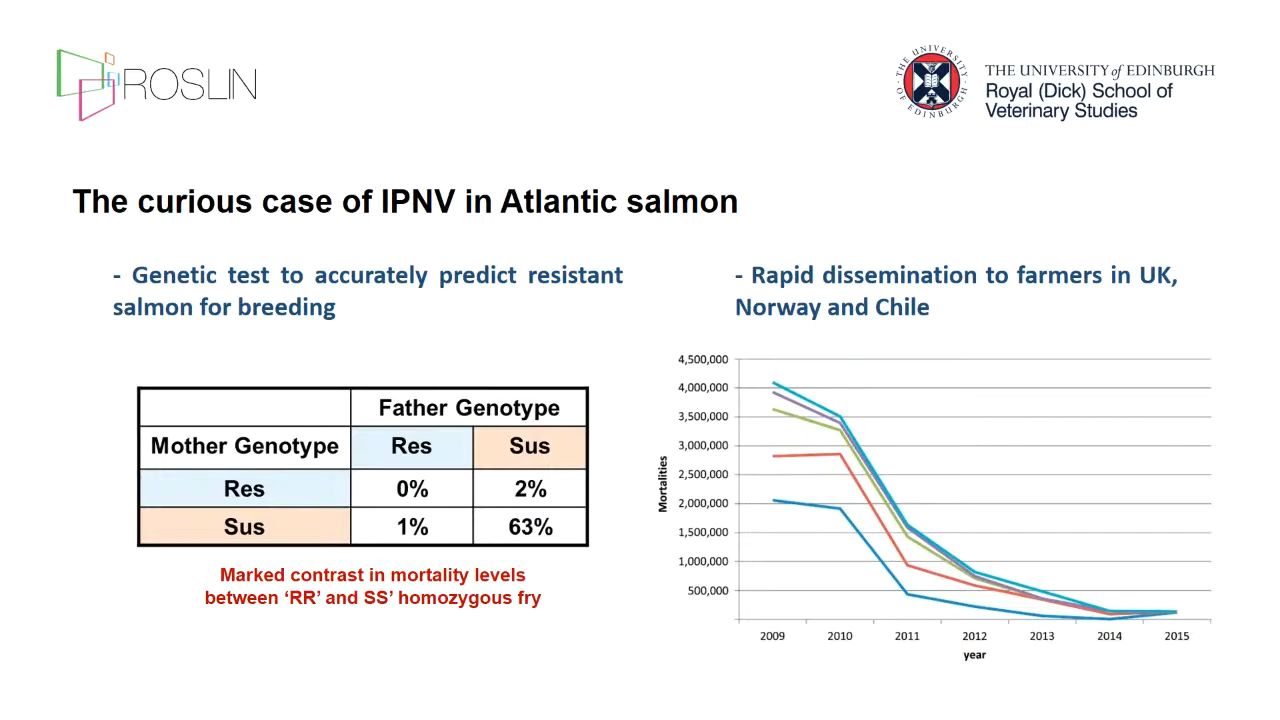 ROSLIN
THE UNIVERSITY OF EDINBURGH
THE UNIVERSITY of EDINBURGH
Royal (Dick) School of
Veterinary Studies
The curious case of IPNV in Atlantic salmon
- Genetic test to accurately predict resistant
salmon for breeding
- Rapid dissemination to farmers in UK,
Norway and Chile
Father Genotype
Mother Genotype Res Sus
Res 0% 2%
Sus 1% 63%
Marked contrast in mortality levels
between ‘RR’ and SS’ homozygous fry
4,500,000
4,000,000
3,500,000
3,000,000
2,500,000
2,000,000
1,500,000
1,000,000
500,000
Mortalities
2009 2010 2011 2012 2013 2014 2015
year